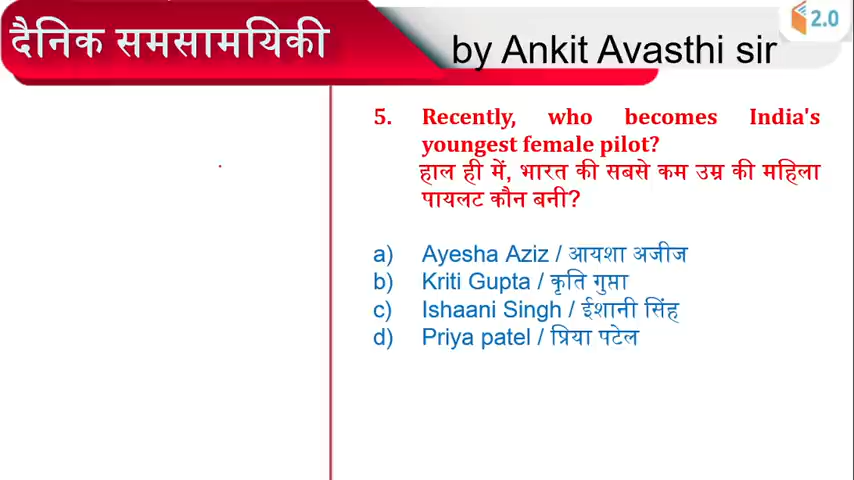 दैनिक समसामयिकी
by Ankit Avasthi sir
2.0
5. Recently, who becomes India's
youngest female pilot?
हाल ही में, भारत की सबसे कम उम्र की महिला
पायलट कौन बनी?
a) Ayesha Aziz / आयशा अजीज
b) Kriti Gupta / कृति गुप्ता
c) Ishaani Singh / ईशानी सिंह
d) Priya patel / प्रिया पटेल